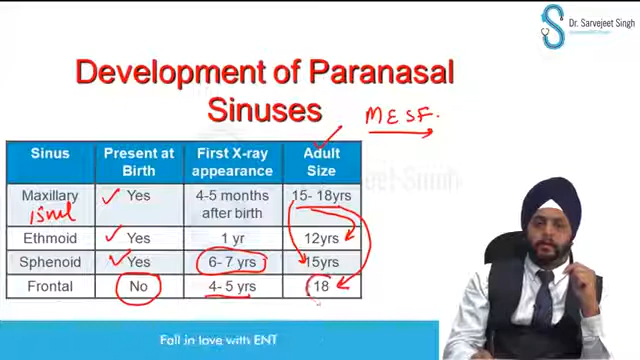 Dr. Sarvejeet Singh
Development of Paranasal
Sinuses
M E S F.
Sinus Present at Birth First X-ray appearance Adult Size
Maxillary Yes 4-5 months after birth 15- 18yrs
15ml
Ethmoid Yes 1 yr 12yrs
Sphenoid Yes 6- 7 yrs 15yrs
Frontal No 4- 5 yrs 18
Fall in love with ENT